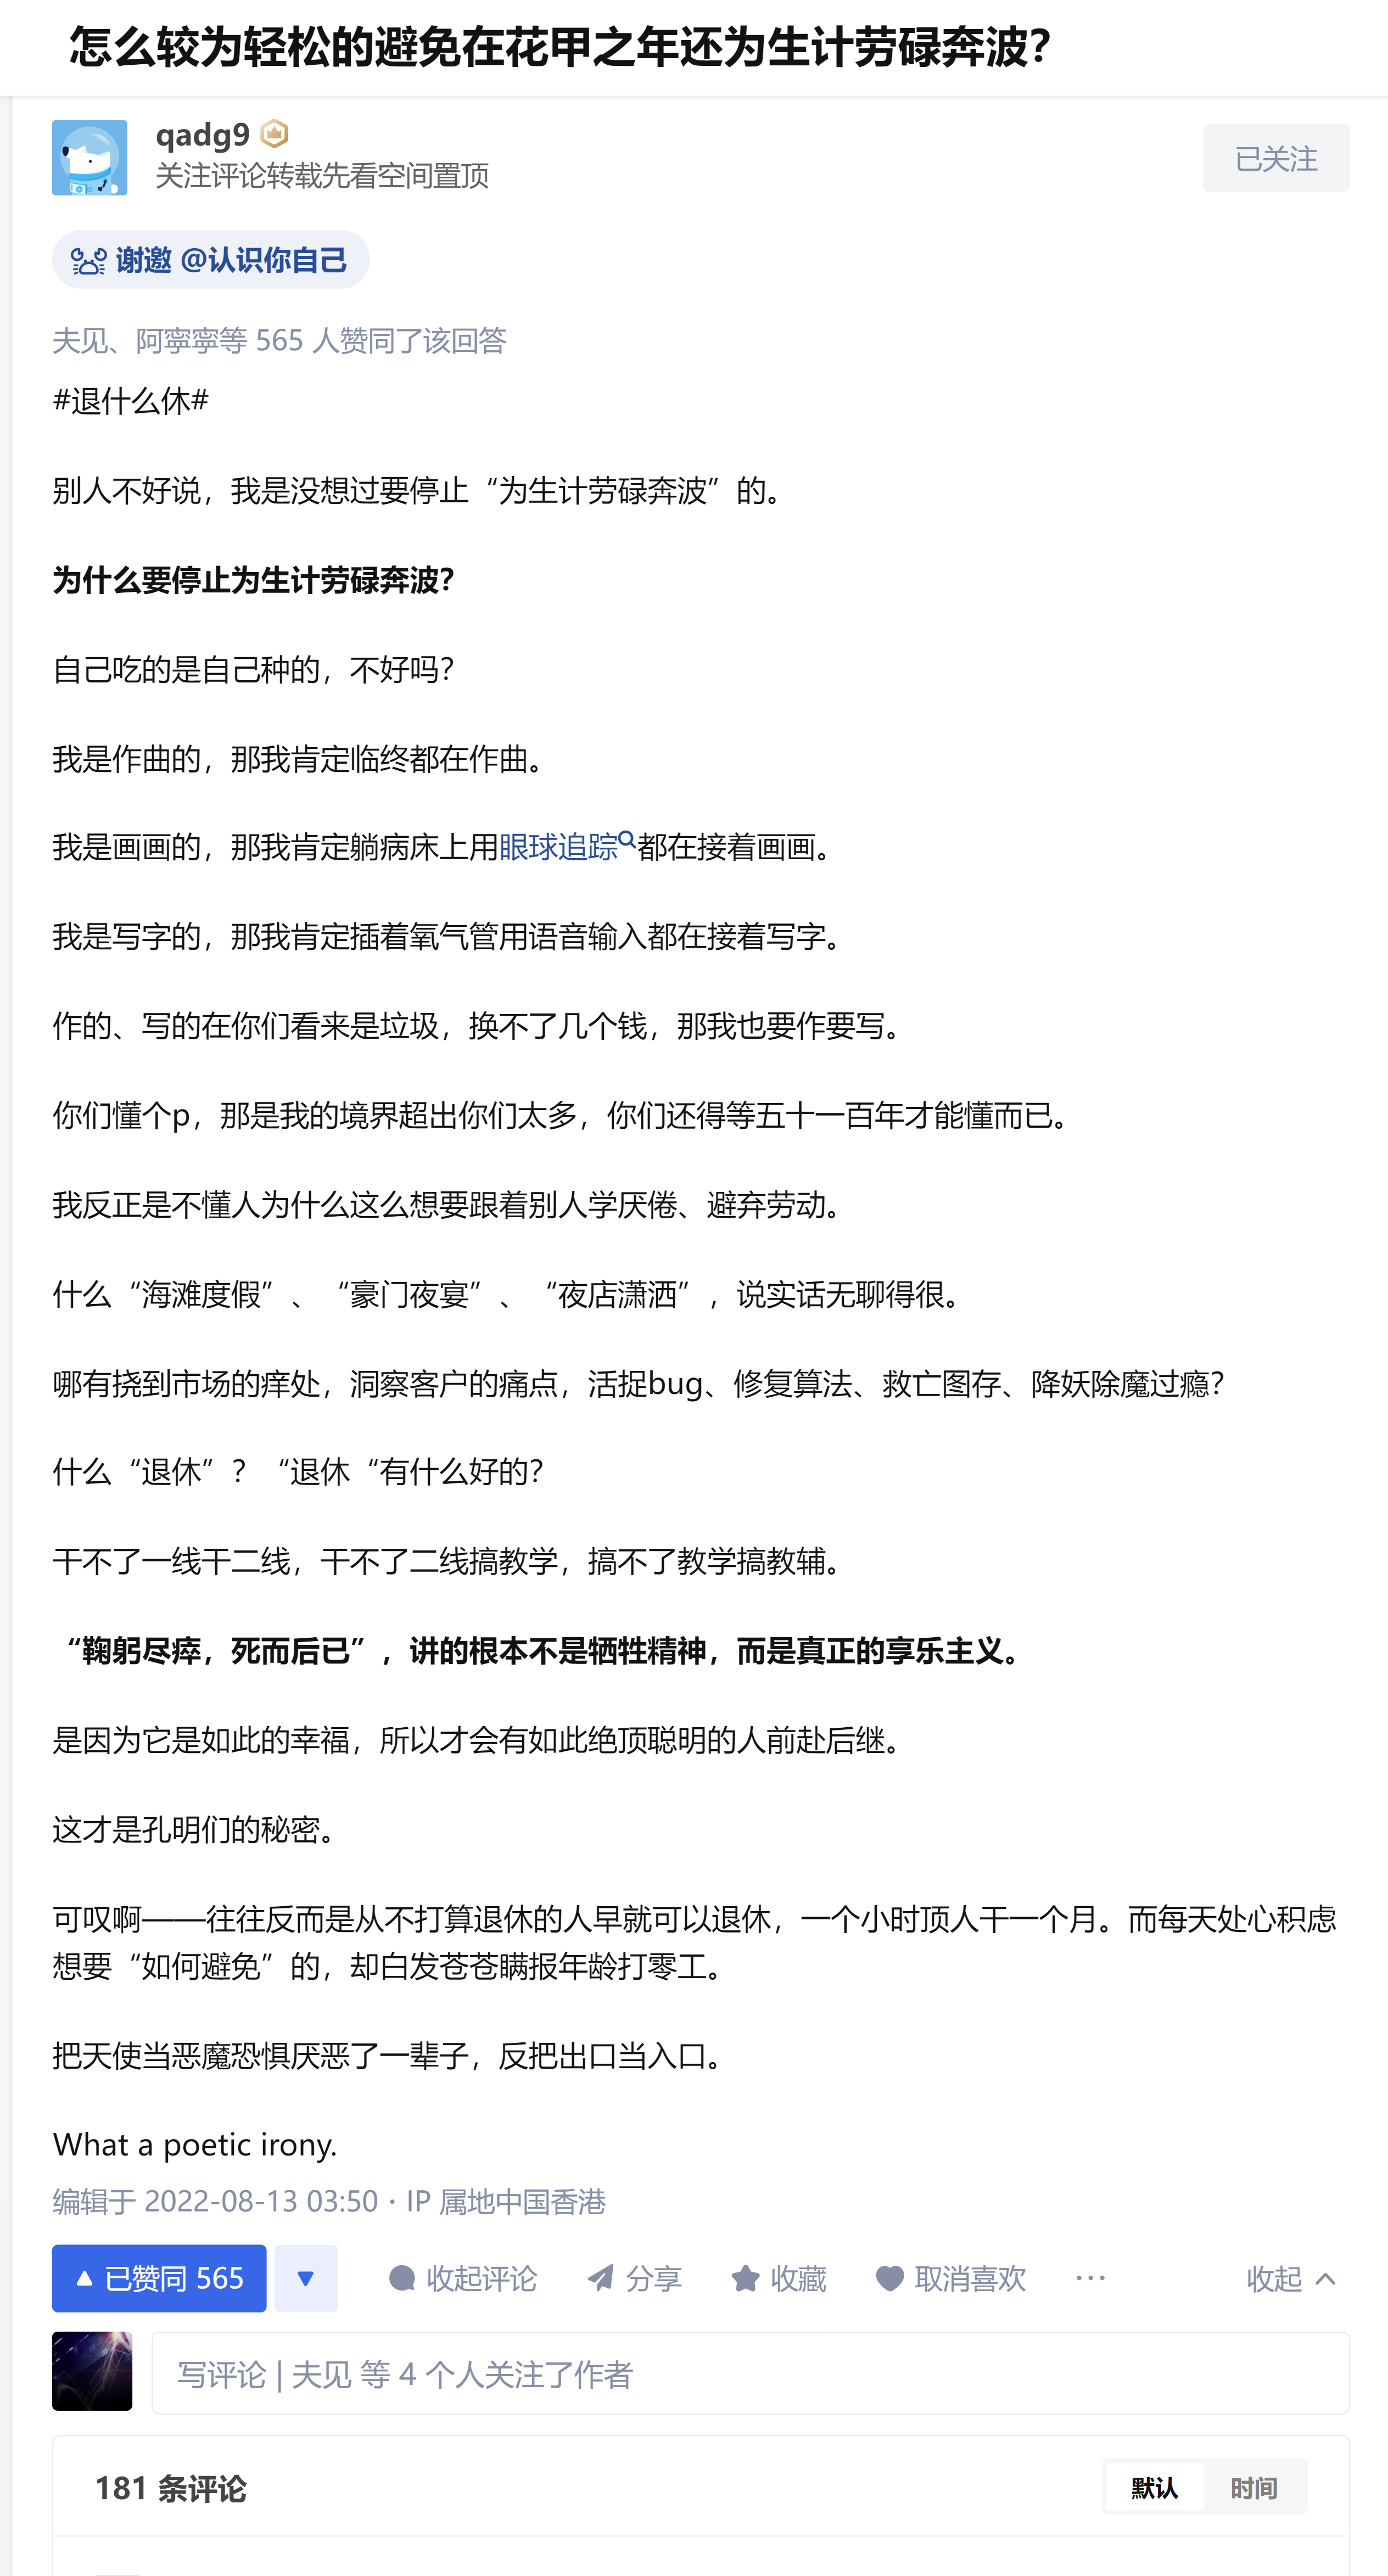 怎么较为轻松的避免在花甲之年还为生计劳碌奔波？
qadg9
关注评论转载先看空间置顶
已关注
谢邀 @认识你自己
夫见、阿寧寧等 565 人赞同了该回答
#退什么休#
别人不好说，我是没想过要停止“为生计劳碌奔波”的。
为什么要停止为生计劳碌奔波？
自己吃的是自己种的，不好吗？
我是作曲的，那我肯定临终都在作曲。
我是画画的，那我肯定躺病床上用眼球追踪都在接着画画。
我是写字的，那我肯定插着氧气管用语音输入都在接着写字。
作的、写的在你们看来是垃圾，换不了几个钱，那我也要作要写。
你们懂个p，那是我的境界超出你们太多，你们还得等五十一百年才能懂而已。
我反正是不懂人为什么这么想要跟着别人学厌倦、避弃劳动。
什么“海滩度假”、“豪门夜宴”、“夜店潇洒”，说实话无聊得很。
哪有挠到市场的痒处，洞察客户的痛点，活捉bug、修复算法、救亡图存、降妖除魔过瘾？
什么“退休”？“退休“有什么好的？
干不了一线干二线，干不了二线搞教学，搞不了教学搞教辅。
“鞠躬尽瘁，死而后已”，讲的根本不是牺牲精神，而是真正的享乐主义。
是因为它是如此的幸福，所以才会有如此绝顶聪明的人前赴后继。
这才是孔明们的秘密。
可叹啊——往往反而是从不打算退休的人早就可以退休，一个小时顶人干一个月。而每天处心积虑
想要“如何避免”的，却白发苍苍瞒报年龄打零工。
把天使当恶魔恐惧厌恶了一辈子，反把出口当入口。
What a poetic irony.
编辑于 2022-08-13 03:50 · IP 属地中国香港
已赞同 565
收起评论
分享
收藏
取消喜欢
收起
写评论 | 夫见 等 4 个人关注了作者
181 条评论
默认
时间